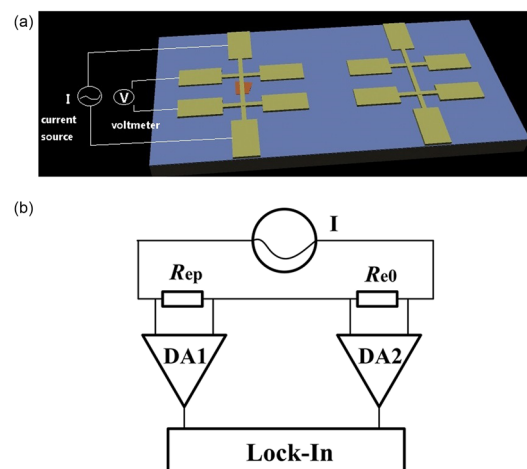 (a)
I
current
source
V
voltmeter
(b)
I
Rep
Re0
DA1
DA2
Lock-In